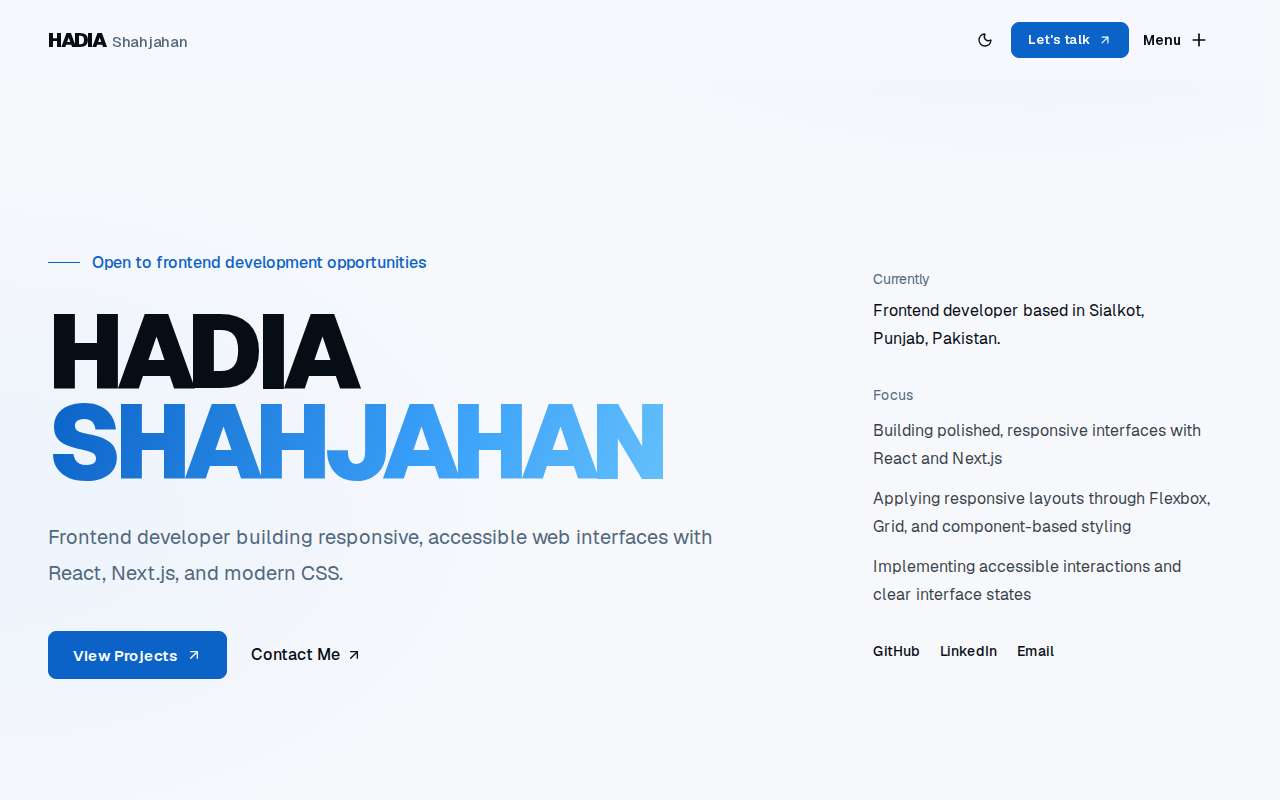 HADIA Shahjahan
Let's talk
Menu
Open to frontend development opportunities
HADIA
SHAHJAHAN
Frontend developer building responsive, accessible web interfaces with
React, Next.js, and modern CSS.
View Projects
Contact Me
Currently
Frontend developer based in Sialkot,
Punjab, Pakistan.
Focus
Building polished, responsive interfaces with
React and Next.js
Applying responsive layouts through Flexbox,
Grid, and component-based styling
Implementing accessible interactions and
clear interface states
GitHub LinkedIn Email